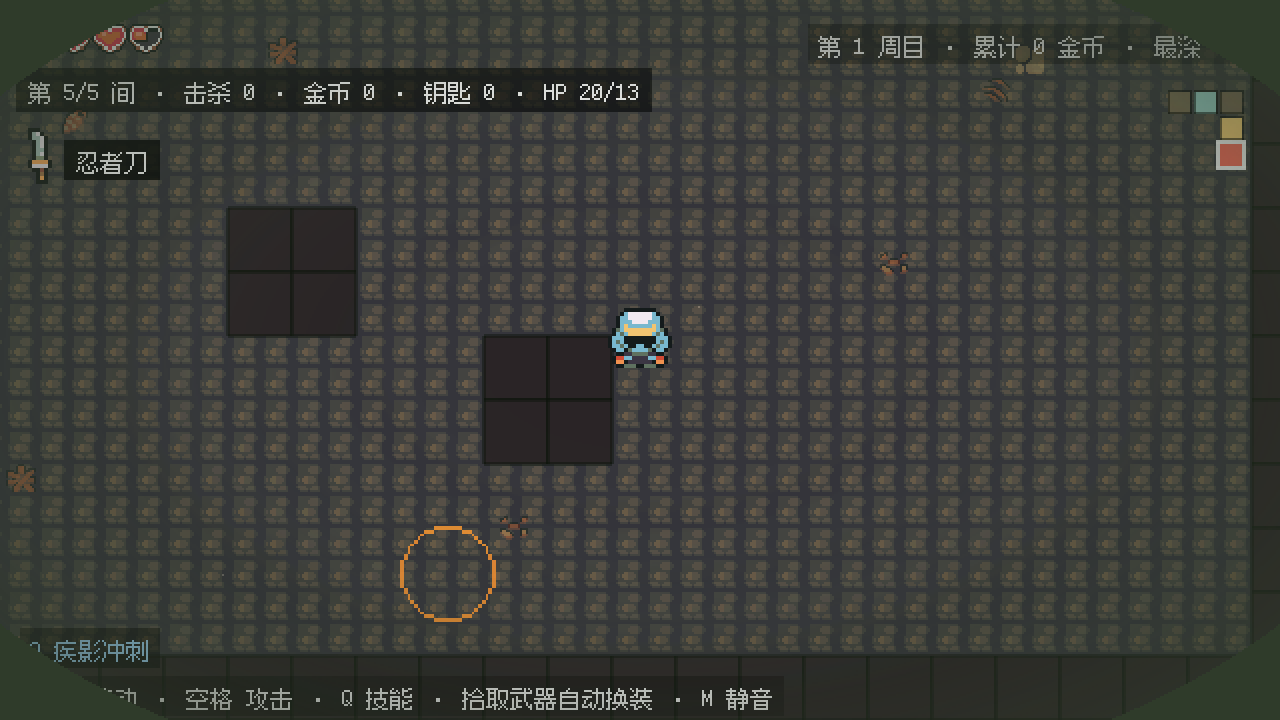 第 1 周目 · 累计 0 金币 · 最深
第 5/5 间 · 击杀 0 · 金币 0 · 钥匙 0 · HP 20/13
忍者刀
疾影冲刺
动 · 空格 攻击 · Q 技能 · 拾取武器自动换装 · M 静音